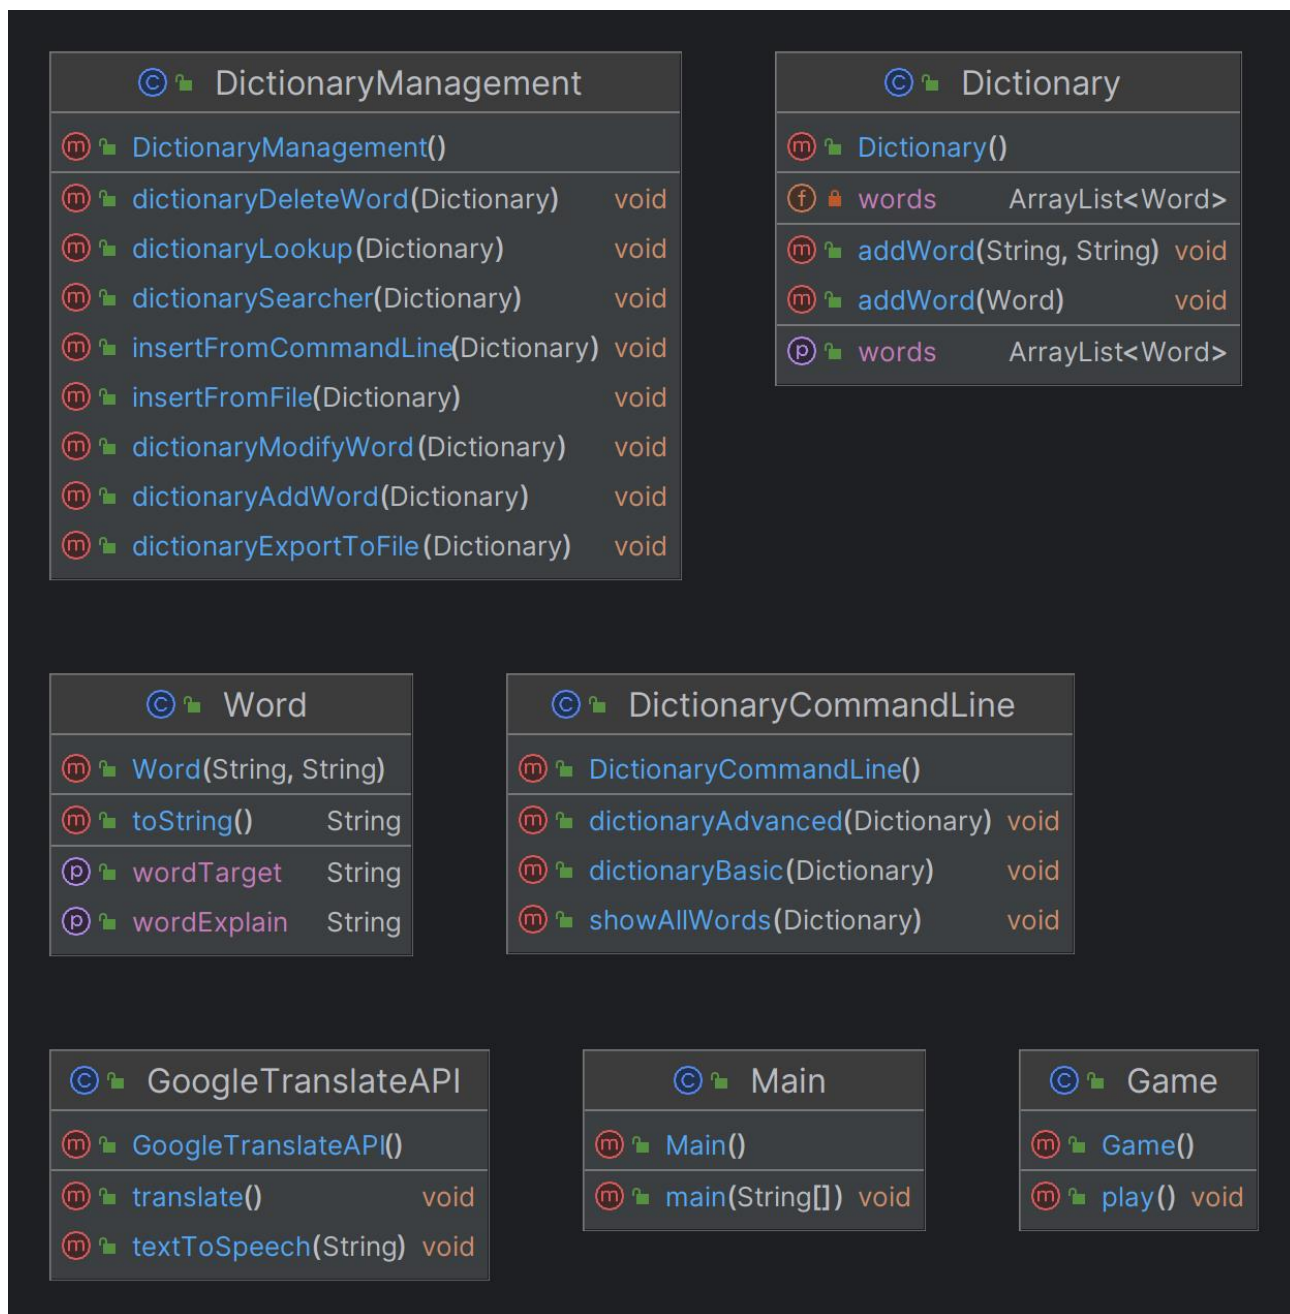 DictionaryManagement
DictionaryManagement()
dictionaryDeleteWord(Dictionary) void
dictionaryLookup(Dictionary) void
dictionarySearcher(Dictionary) void
insertFromCommandLine(Dictionary) void
insertFromFile(Dictionary) void
dictionaryModifyWord(Dictionary) void
dictionaryAddWord(Dictionary) void
dictionaryExportToFile(Dictionary) void
Dictionary
Dictionary()
words ArrayList<Word>
addWord(String, String) void
addWord(Word) void
words ArrayList<Word>
Word
Word(String, String)
toString() String
wordTarget String
wordExplain String
DictionaryCommandLine
DictionaryCommandLine()
dictionaryAdvanced(Dictionary) void
dictionaryBasic(Dictionary) void
showAllWords(Dictionary) void
GoogleTranslateAPI
GoogleTranslateAPI()
translate() void
textToSpeech(String) void
Main
Main()
main(String[]) void
Game
Game()
play() void